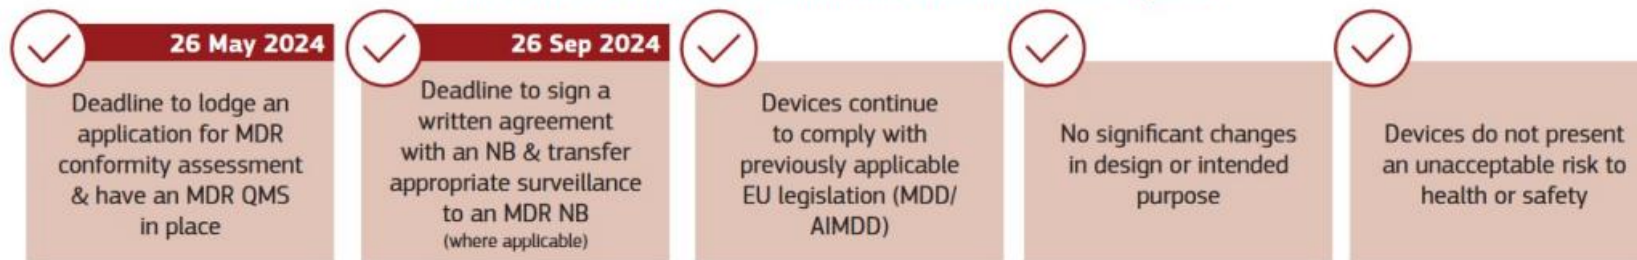 26 May 2024
Deadline to lodge an
application for MDR
conformity assessment
& have an MDR QMS
in place
26 Sep 2024
Deadline to sign a
written agreement
with an NB & transfer
appropriate surveillance
to an MDR NB
(where applicable)
Devices continue
to comply with
previously applicable
EU legislation (MDD/
AIMDD)
No significant changes
in design or intended
purpose
Devices do not present
an unacceptable risk to
health or safety